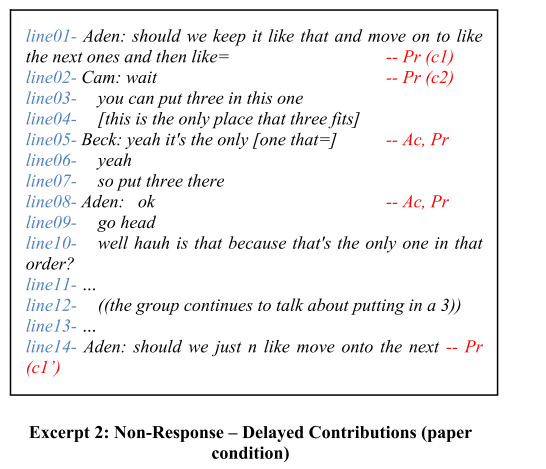 line01- Aden: should we keep it like that and move on to like
the next ones and then like= -- Pr (c1)
line02- Cam: wait -- Pr (c2)
line03- you can put three in this one
line04- [this is the only place that three fits]
line05- Beck: yeah it's the only [one that=] -- Ac, Pr
line06- yeah
line07- so put three there
line08- Aden: ok -- Ac, Pr
line09- go head
line10- well hauh is that because that's the only one in that
order?
line11- ...
line12- ((the group continues to talk about putting in a 3))
line13- ...
line14- Aden: should we just n like move onto the next -- Pr
(c1’)
Excerpt 2: Non-Response – Delayed Contributions (paper
condition)